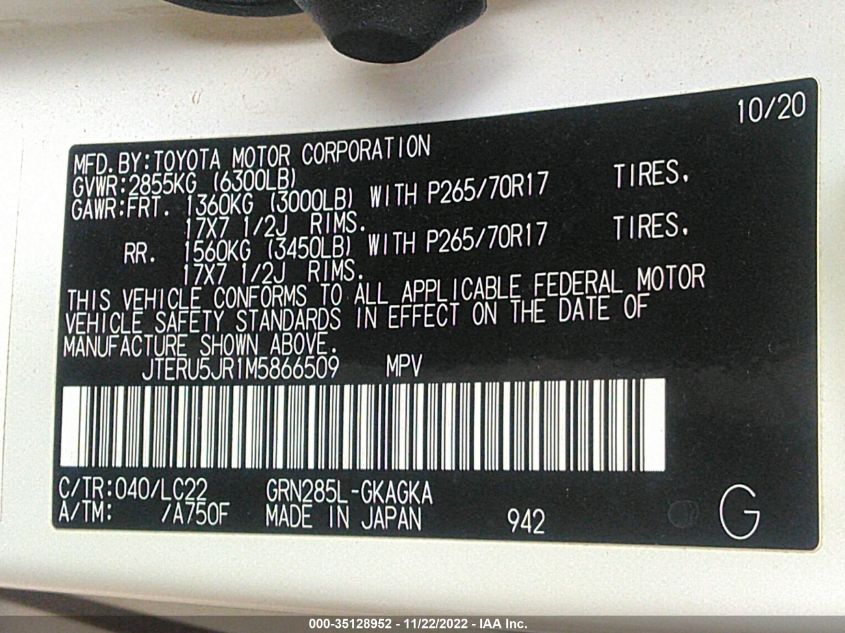 10/20
MFD.BY:TOYOTA MOTOR CORPORATION
GVWR:2855KG (6300LB)
GAWR:FRT. 1360KG (3000LB) WITH P265/70R17 TIRES,
17X7 1/2J RIMS.
RR. 1560KG (3450LB) WITH P265/70R17 TIRES,
17X7 1/2J RIMS.
THIS VEHICLE CONFORMS TO ALL APPLICABLE FEDERAL MOTOR
VEHICLE SAFETY STANDARDS IN EFFECT ON THE DATE OF
MANUFACTURE SHOWN ABOVE.
JTERU5JR1M5866509 MPV
C/TR:040/LC22 GRN285L-GKAGKA
A/TM: /A750F MADE IN JAPAN 942 G
000-35128952 - 11/22/2022 - IAA Inc.